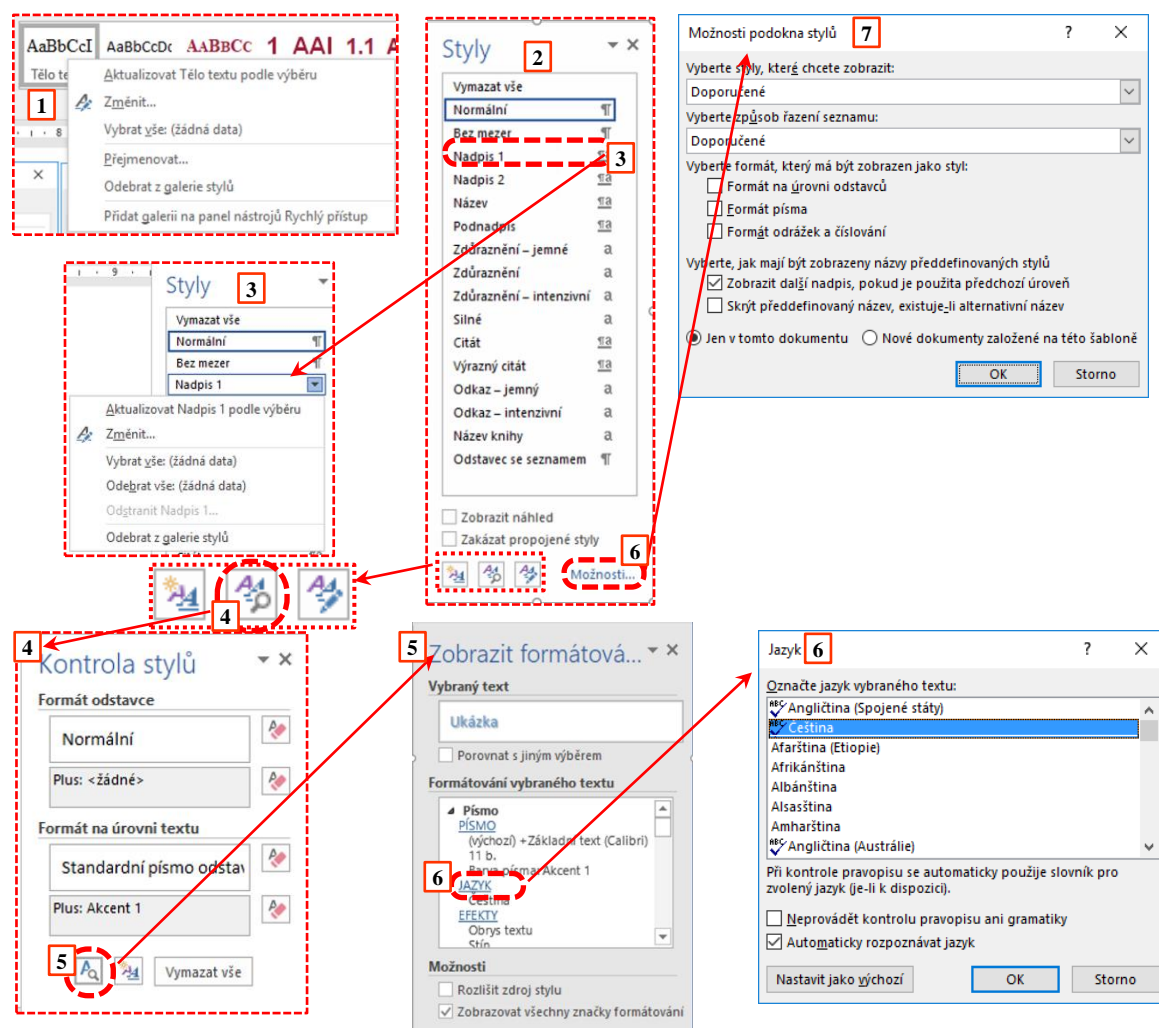 AaBbCcI AaBbCcDc AABBCC 1 AAI 1.1 A
Tělo te
1
Aktualizovat Tělo textu podle výběru
Změnit...
Vybrat vše: (žádná data)
Přejmenovat...
Odebrat z galerie stylů
Přidat galerii na panel nástrojů Rychlý přístup
8
Styly
2
Vymazat vše
Normální
Bez mezer
Nadpis 1
3
Nadpis 2
Název
Podnadpis
Zdůraznění – jemné
Zdůraznění
Zdůraznění – intenzivní
Silné
Citát
Výrazný citát
Odkaz – jemný
Odkaz – intenzivní
Název knihy
Odstavec se seznamem
Zobrazit náhled
Zakázat propojené styly
6
Možnosti...
Možnosti podokna stylů 7
Vyberte styly, které chcete zobrazit:
Doporučené
Vyberte způsob řazení seznamu:
Doporučené
Vyberte formát, který má být zobrazen jako styl:
Formát na úrovni odstavců
Formát písma
Formát odrážek a číslování
Vyberte, jak mají být zobrazeny názvy předdefinovaných stylů
Zobrazit další nadpis, pokud je použita předchozí úroveň
Skrýt předdefinovaný název, existuje-li alternativní název
Jen v tomto dokumentu Nové dokumenty založené na této šabloně
OK Storno
9
Styly 3
Vymazat vše
Normální
Bez mezer
Nadpis 1
Aktualizovat Nadpis 1 podle výběru
Změnit...
Vybrat vše: (žádná data)
Odebrat vše: (žádná data)
Odstranit Nadpis 1...
Odebrat z galerie stylů
4
4
Kontrola stylů
Formát odstavce
Normální
Plus: <žádné>
Formát na úrovni textu
Standardní písmo odstav
Plus: Akcent 1
5
Vymazat vše
5
Zobrazit formátová...
Vybraný text
Ukázka
Porovnat s jiným výběrem
Formátování vybraného textu
Písmo
PÍSMO
(výchozí) +Základní text (Calibri)
11 b.
Barva písma: Akcent 1
6
JAZYK
Čeština
EFEKTY
Obrys textu
Stín
Možnosti
Rozlišit zdroj stylu
Zobrazovat všechny značky formátování
Jazyk 6
Označte jazyk vybraného textu:
Angličtina (Spojené státy)
Čeština
Afarština (Etiopie)
Afrikánština
Albánština
Alsasština
Amharština
Angličtina (Austrálie)
Při kontrole pravopisu se automaticky použije slovník pro
zvolený jazyk (je-li k dispozici).
Neprovádět kontrolu pravopisu ani gramatiky
Automaticky rozpoznávat jazyk
Nastavit jako výchozí OK Storno